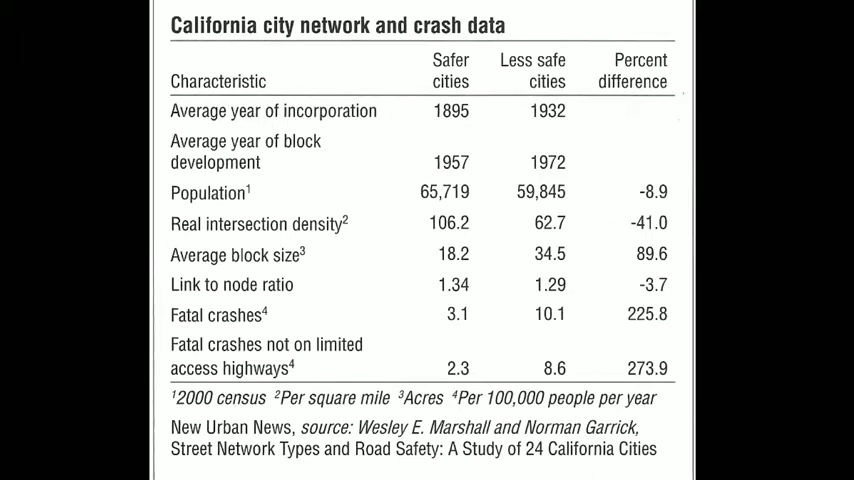 California city network and crash data
Characteristic Safer cities Less safe cities Percent difference
Average year of incorporation 1895 1932
Average year of block development 1957 1972
Population¹ 65,719 59,845 -8.9
Real intersection density² 106.2 62.7 -41.0
Average block size³ 18.2 34.5 89.6
Link to node ratio 1.34 1.29 -3.7
Fatal crashes⁴ 3.1 10.1 225.8
Fatal crashes not on limited access highways⁴ 2.3 8.6 273.9
¹2000 census ²Per square mile ³Acres ⁴Per 100,000 people per year
New Urban News, source: Wesley E. Marshall and Norman Garrick,
Street Network Types and Road Safety: A Study of 24 California Cities